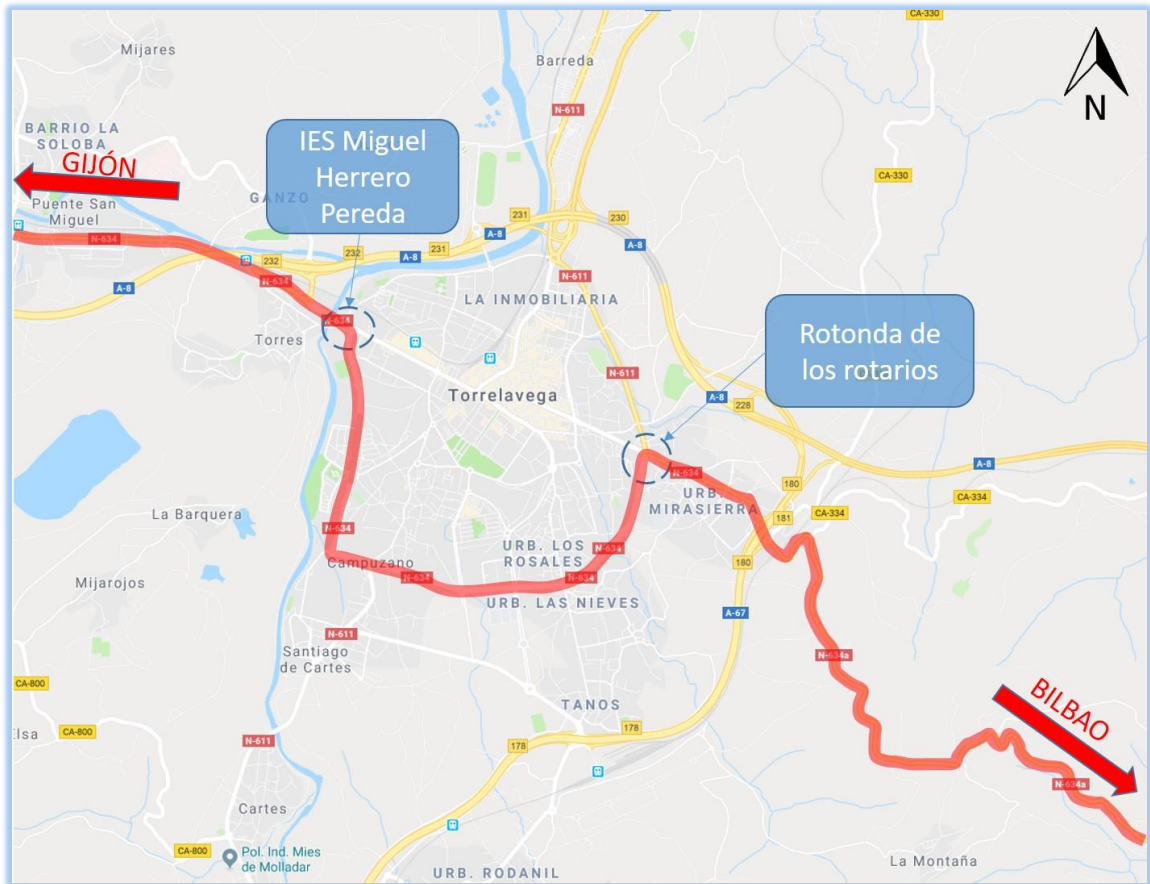 CA-330
Mijares
Barreda
CA-330
N-611
N
BARRIO LA
SOLOBA
IES Miguel
Herrero
Pereda
GIJÓN
CA-330
Puente San
Miguel
GANZO
N-634
231
230
231
A-8
A-8
232
232
A-8
N-634
N-611
A-8
LA INMOBILIARIA
Rotonda de
los rotarios
N-634
Torres
N-611
Torrelavega
A-8
228
A-8
N-634
180
URB.
MIRASIERRA
CA-334
181
CA-334
La Barquera
N-634
URB. LOS
ROSALES
N-634
180
Campuzano
N-634
N-634
Mijarojos
URB. LAS NIEVES
A-67
N-611
Santiago
de Cartes
N-634a
CA-800
BILBAO
TANOS
178
CA-800
N-611
178
N-634a
Cartes
CA-800
Pol. Ind. Mies
de Molladar
La Montaña
URB. RODANIL